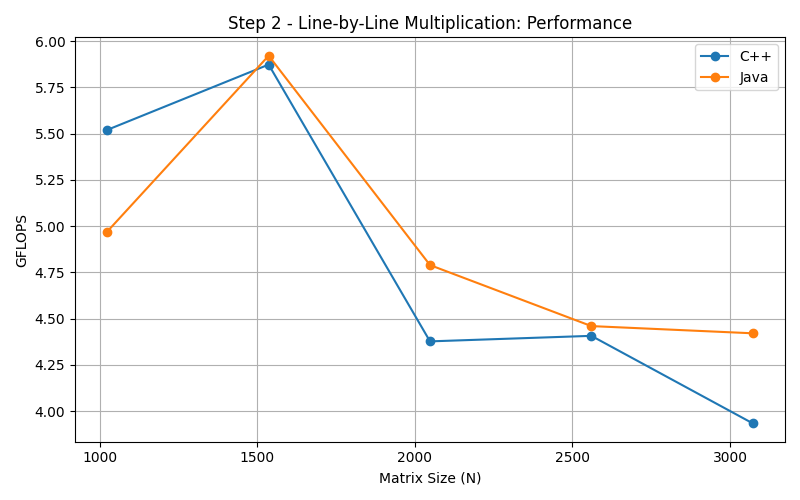 Step 2 - Line-by-Line Multiplication: Performance
C++
Java
GFLOPS
6.00
5.75
5.50
5.25
5.00
4.75
4.50
4.25
4.00
1000
1500
2000
2500
3000
Matrix Size (N)